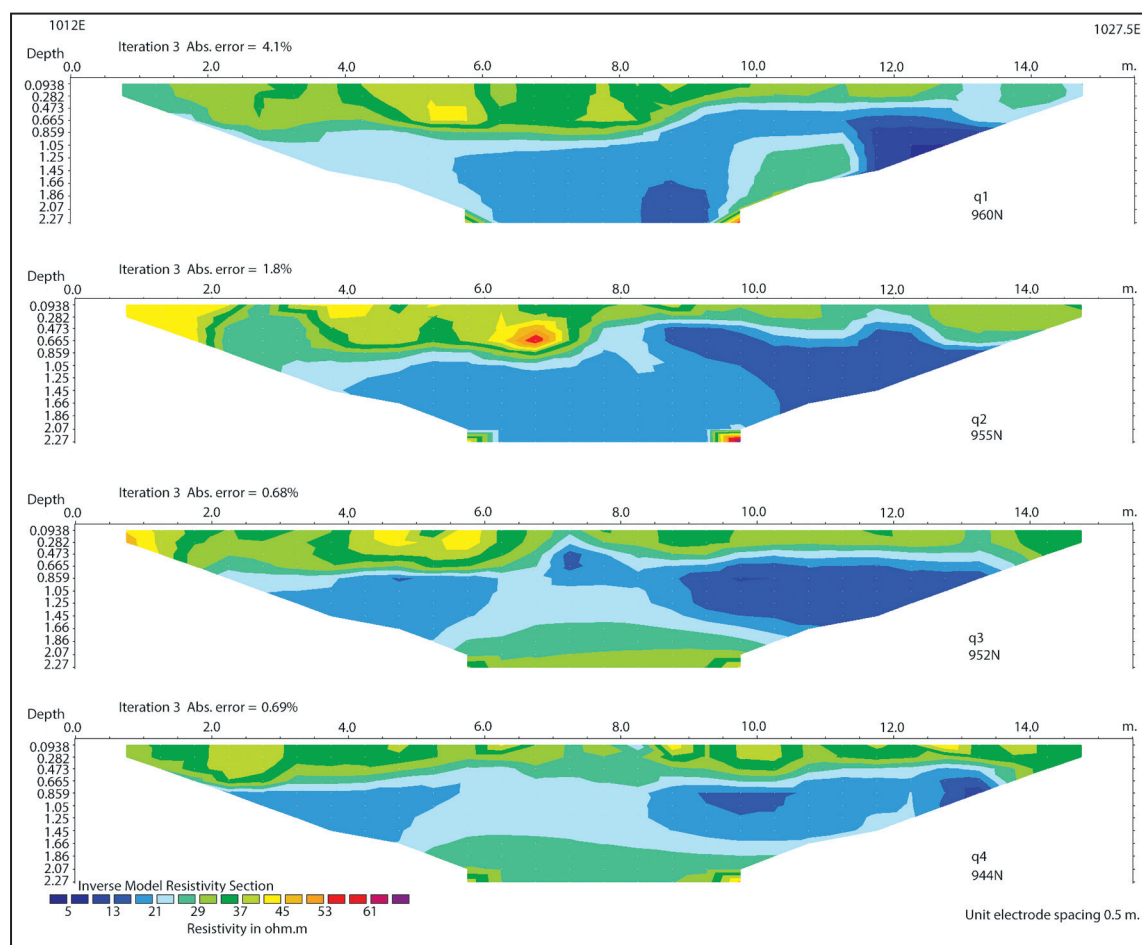 1012E
1027.5E
Depth Iteration 3 Abs. error = 4.1%
0.0 2.0 4.0 6.0 8.0 10.0 12.0 14.0 m.
0.0938
0.282
0.473
0.665
0.859
1.05
1.25
1.45
1.66
1.86
2.07
2.27
q1
960N
Iteration 3 Abs. error = 1.8%
Depth
0.0 2.0 4.0 6.0 8.0 10.0 12.0 14.0 m.
0.0938
0.282
0.473
0.665
0.859
1.05
1.25
1.45
1.66
1.86
2.07
2.27
q2
955N
Iteration 3 Abs. error = 0.68%
Depth
0.0 2.0 4.0 6.0 8.0 10.0 12.0 14.0 m.
0.0938
0.282
0.473
0.665
0.859
1.05
1.25
1.45
1.66
1.86
2.07
2.27
q3
952N
Iteration 3 Abs. error = 0.69%
Depth
0.0 2.0 4.0 6.0 8.0 10.0 12.0 14.0 m.
0.0938
0.282
0.473
0.665
0.859
1.05
1.25
1.45
1.66
1.86
2.07
2.27
q4
944N
Inverse Model Resistivity Section
5 13 21 29 37 45 53 61
Resistivity in ohm.m
Unit electrode spacing 0.5 m.